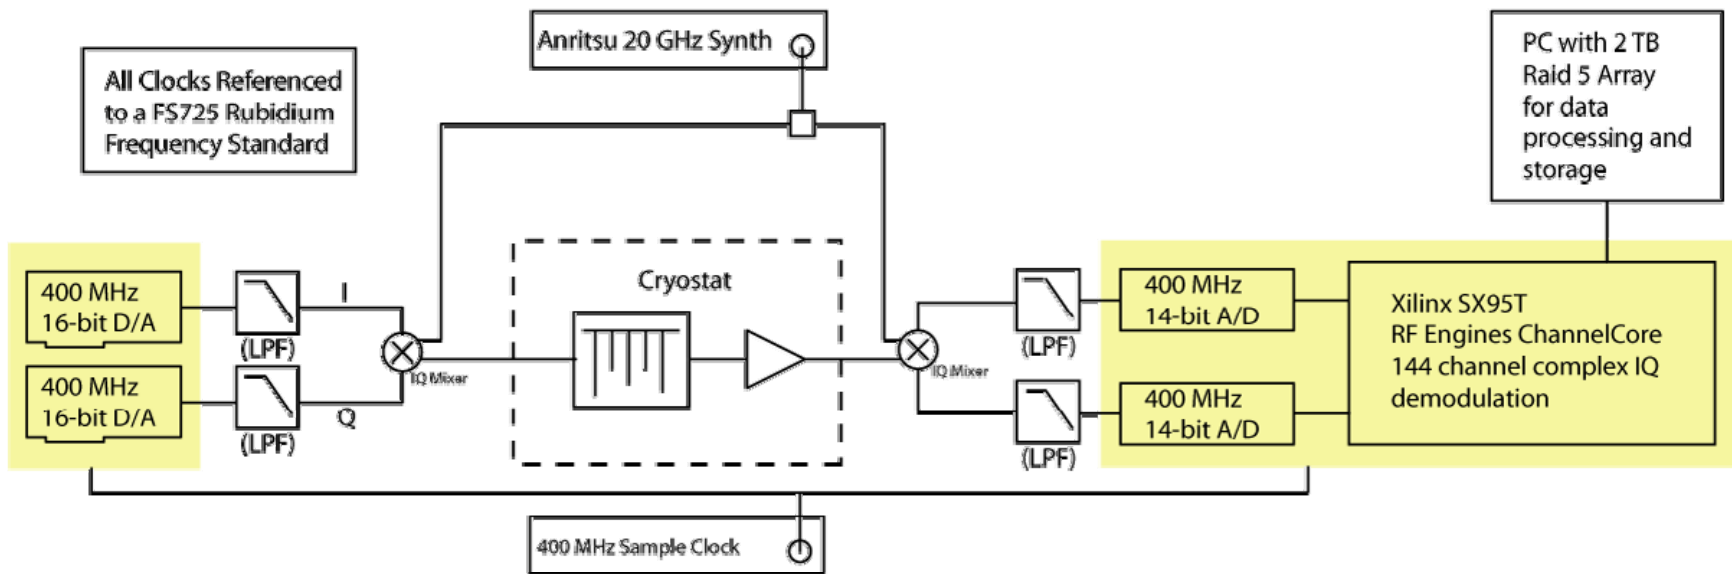 Anritsu 20 GHz Synth
All Clocks Referenced
to a FS725 Rubidium
Frequency Standard
PC with 2 TB
Raid 5 Array
for data
processing and
storage
400 MHz
16-bit D/A
(LPF)
I
400 MHz
16-bit D/A
(LPF)
Q
IQ Mixer
Cryostat
IQ Mixer
(LPF)
400 MHz
14-bit A/D
(LPF)
400 MHz
14-bit A/D
Xilinx SX95T
RF Engines ChannelCore
144 channel complex IQ
demodulation
400 MHz Sample Clock